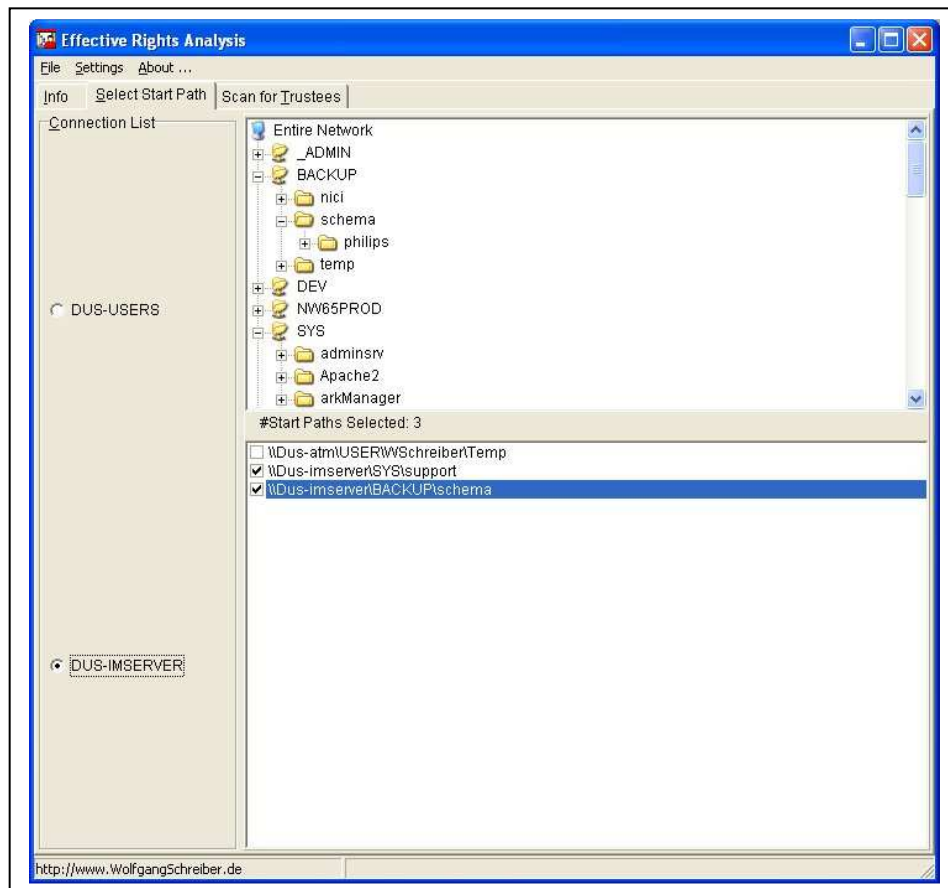 Effective Rights Analysis
File Settings About ...
Info Select Start Path Scan for Trustees
Connection List
DUS-USERS
DUS-IMSERVER
Entire Network
_ADMIN
BACKUP
nici
schema
philips
temp
DEV
NW65PROD
SYS
adminsrv
Apache2
arkManager
#Start Paths Selected: 3
\\Dus-atm\USER\WSchreiber\Temp
\\Dus-imserver\SYS\support
\\Dus-imserver\BACKUP\schema
http://www.WolfgangSchreiber.de